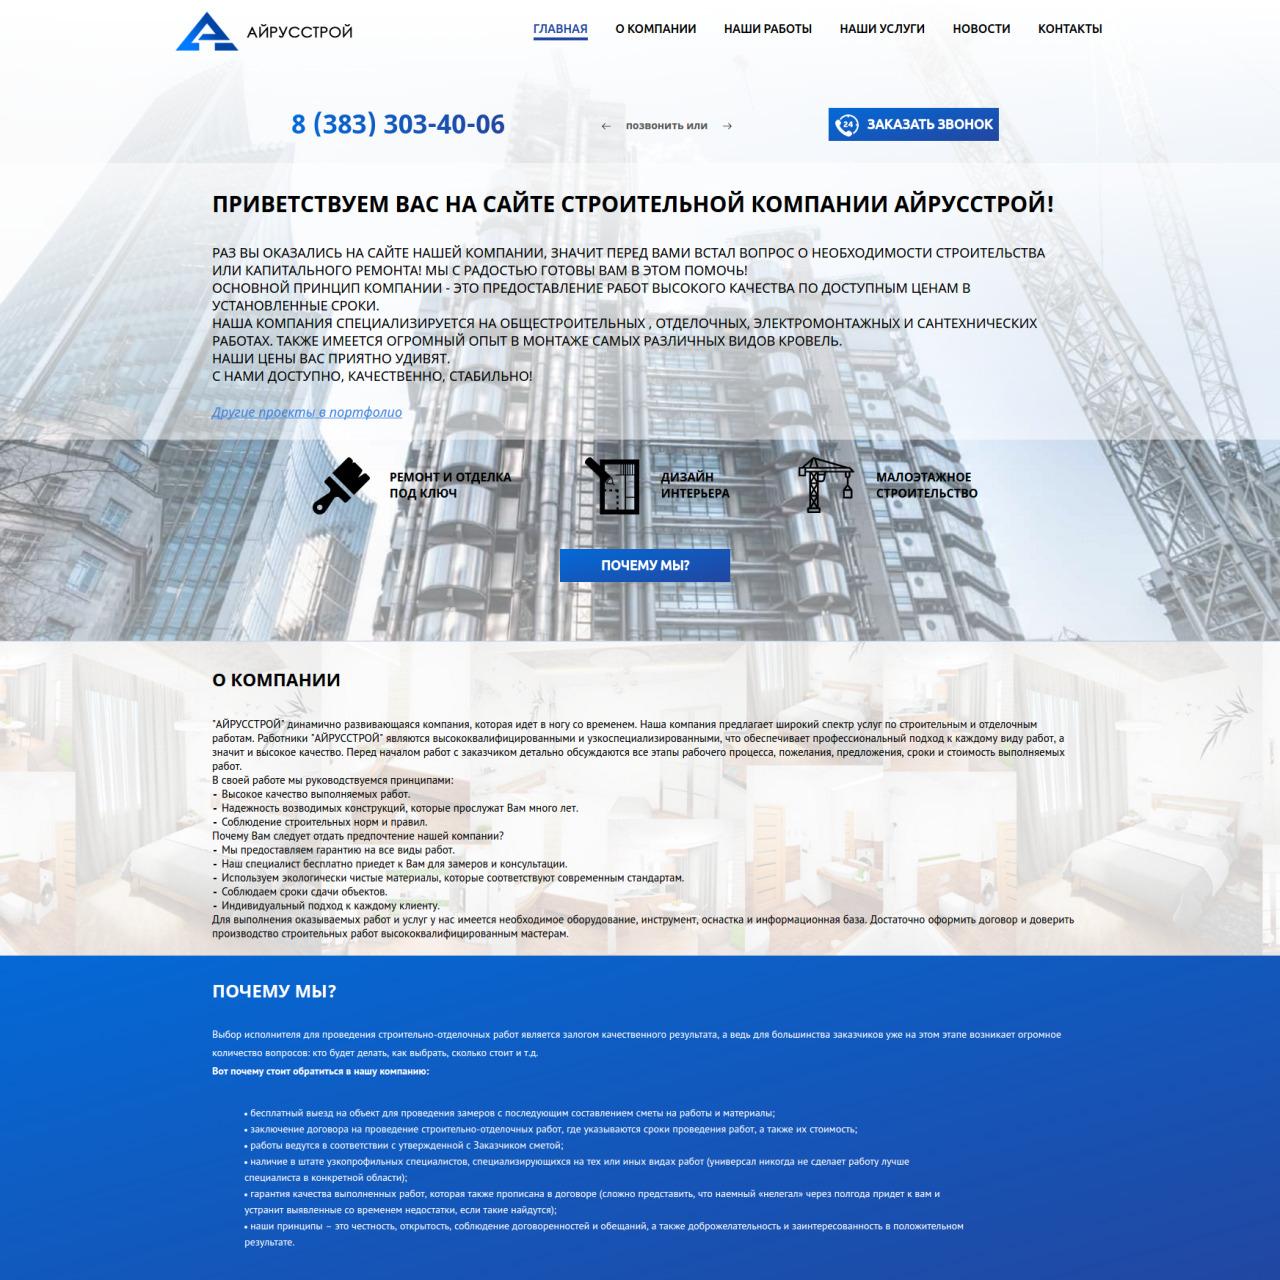 АЙРУССТРОЙ
ГЛАВНАЯ О КОМПАНИИ НАШИ РАБОТЫ НАШИ УСЛУГИ НОВОСТИ КОНТАКТЫ
8 (383) 303-40-06 ← позвонить или → 24 ЗАКАЗАТЬ ЗВОНОК
ПРИВЕТСТВУЕМ ВАС НА САЙТЕ СТРОИТЕЛЬНОЙ КОМПАНИИ АЙРУССТРОЙ!
РАЗ ВЫ ОКАЗАЛИСЬ НА САЙТЕ НАШЕЙ КОМПАНИИ, ЗНАЧИТ ПЕРЕД ВАМИ ВСТАЛ ВОПРОС О НЕОБХОДИМОСТИ СТРОИТЕЛЬСТВА
ИЛИ КАПИТАЛЬНОГО РЕМОНТА! МЫ С РАДОСТЬЮ ГОТОВЫ ВАМ В ЭТОМ ПОМОЧЬ!
ОСНОВНОЙ ПРИНЦИП КОМПАНИИ - ЭТО ПРЕДОСТАВЛЕНИЕ РАБОТ ВЫСОКОГО КАЧЕСТВА ПО ДОСТУПНЫМ ЦЕНАМ В
УСТАНОВЛЕННЫЕ СРОКИ.
НАША КОМПАНИЯ СПЕЦИАЛИЗИРУЕТСЯ НА ОБЩЕСТРОИТЕЛЬНЫХ , ОТДЕЛОЧНЫХ, ЭЛЕКТРОМОНТАЖНЫХ И САНТЕХНИЧЕСКИХ
РАБОТАХ. ТАКЖЕ ИМЕЕТСЯ ОГРОМНЫЙ ОПЫТ В МОНТАЖЕ САМЫХ РАЗЛИЧНЫХ ВИДОВ КРОВЕЛЬ.
НАШИ ЦЕНЫ ВАС ПРИЯТНО УДИВЯТ.
С НАМИ ДОСТУПНО, КАЧЕСТВЕННО, СТАБИЛЬНО!
Другие проекты в портфолио
РЕМОНТ И ОТДЕЛКА
ПОД КЛЮЧ
ДИЗАЙН
ИНТЕРЬЕРА
МАЛОЭТАЖНОЕ
СТРОИТЕЛЬСТВО
ПОЧЕМУ МЫ?
О КОМПАНИИ
"АЙРУССТРОЙ" динамично развивающаяся компания, которая идет в ногу со временем. Наша компания предлагает широкий спектр услуг по строительным и отделочным
работам. Работники "АЙРУССТРОЙ" являются высококвалифицированными и узкоспециализированными, что обеспечивает профессиональный подход к каждому виду работ, а
значит и высокое качество. Перед началом работ с заказчиком детально обсуждаются все этапы рабочего процесса, пожелания, предложения, сроки и стоимость выполняемых
работ.
В своей работе мы руководствуемся принципами:
- Высокое качество выполняемых работ.
- Надежность возводимых конструкций, которые прослужат Вам много лет.
- Соблюдение строительных норм и правил.
Почему Вам следует отдать предпочтение нашей компании?
- Мы предоставляем гарантию на все виды работ.
- Наш специалист бесплатно приедет к Вам для замеров и консультации.
- Используем экологически чистые материалы, которые соответствуют современным стандартам.
- Соблюдаем сроки сдачи объектов.
- Индивидуальный подход к каждому клиенту.
Для выполнения оказываемых работ и услуг у нас имеется необходимое оборудование, инструмент, оснастка и информационная база. Достаточно оформить договор и доверить
производство строительных работ высококвалифицированным мастерам.
ПОЧЕМУ МЫ?
Выбор исполнителя для проведения строительно-отделочных работ является залогом качественного результата, а ведь для большинства заказчиков уже на этом этапе возникает огромное
количество вопросов: кто будет делать, как выбрать, сколько стоит и т.д.
Вот почему стоит обратиться в нашу компанию:
• бесплатный выезд на объект для проведения замеров с последующим составлением сметы на работы и материалы;
• заключение договора на проведение строительно-отделочных работ, где указываются сроки проведения работ, а также их стоимость;
• работы ведутся в соответствии с утвержденной с Заказчиком сметой;
• наличие в штате узкопрофильных специалистов, специализирующихся на тех или иных видах работ (универсал никогда не сделает работу лучше
специалиста в конкретной области);
• гарантия качества выполненных работ, которая также прописана в договоре (сложно представить, что наемный «нелегал» через полгода придет к вам и
устранит выявленные со временем недостатки, если такие найдутся);
• наши принципы – это честность, открытость, соблюдение договоренностей и обещаний, а также доброжелательность и заинтересованность в положительном
результате.